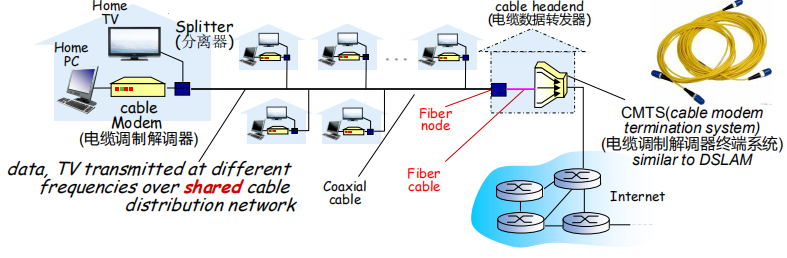 Home
TV
Splitter
(分离器)
Home
PC
cable
Modem
(电缆调制解调器)
data, TV transmitted at different
frequencies over shared cable
distribution network
... ...
Coaxial
cable
cable headend
(电缆数据转发器)
Fiber
node
Fiber
cable
CMTS(cable modem
termination system)
(电缆调制解调器终端系统)
similar to DSLAM
Internet